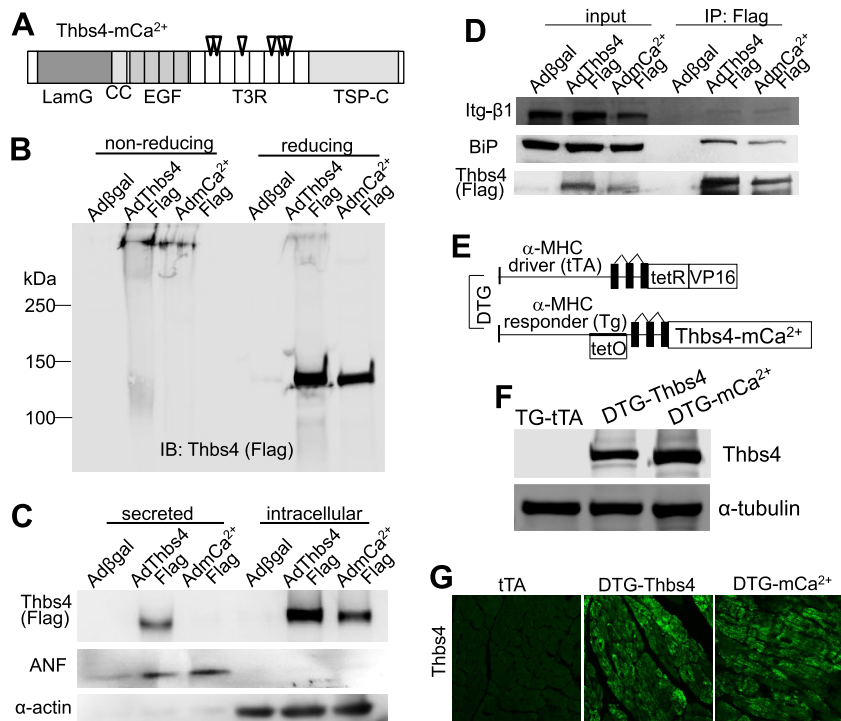 A
Thbs4-mCa2+
LamG CC EGF T3R TSP-C
B
non-reducing reducing
Adβgal AdThbs4 Flag AdmCa2+ Flag Adβgal AdThbs4 Flag AdmCa2+ Flag
kDa
250
150
100
IB: Thbs4 (Flag)
C
secreted intracellular
Adβgal AdThbs4 Flag AdmCa2+ Flag Adβgal AdThbs4 Flag AdmCa2+ Flag
Thbs4
(Flag)
ANF
α-actin
D
input IP: Flag
Adβgal AdThbs4 Flag AdmCa2+ Flag Adβgal AdThbs4 Flag AdmCa2+ Flag
Itg-β1
BiP
Thbs4
(Flag)
E
DTG
α-MHC
driver (tTA)
tetR VP16
α-MHC
responder (Tg)
tetO
Thbs4-mCa2+
F
TG-tTA DTG-Thbs4 DTG-mCa2+
Thbs4
α-tubulin
G
tTA DTG-Thbs4 DTG-mCa2+
Thbs4